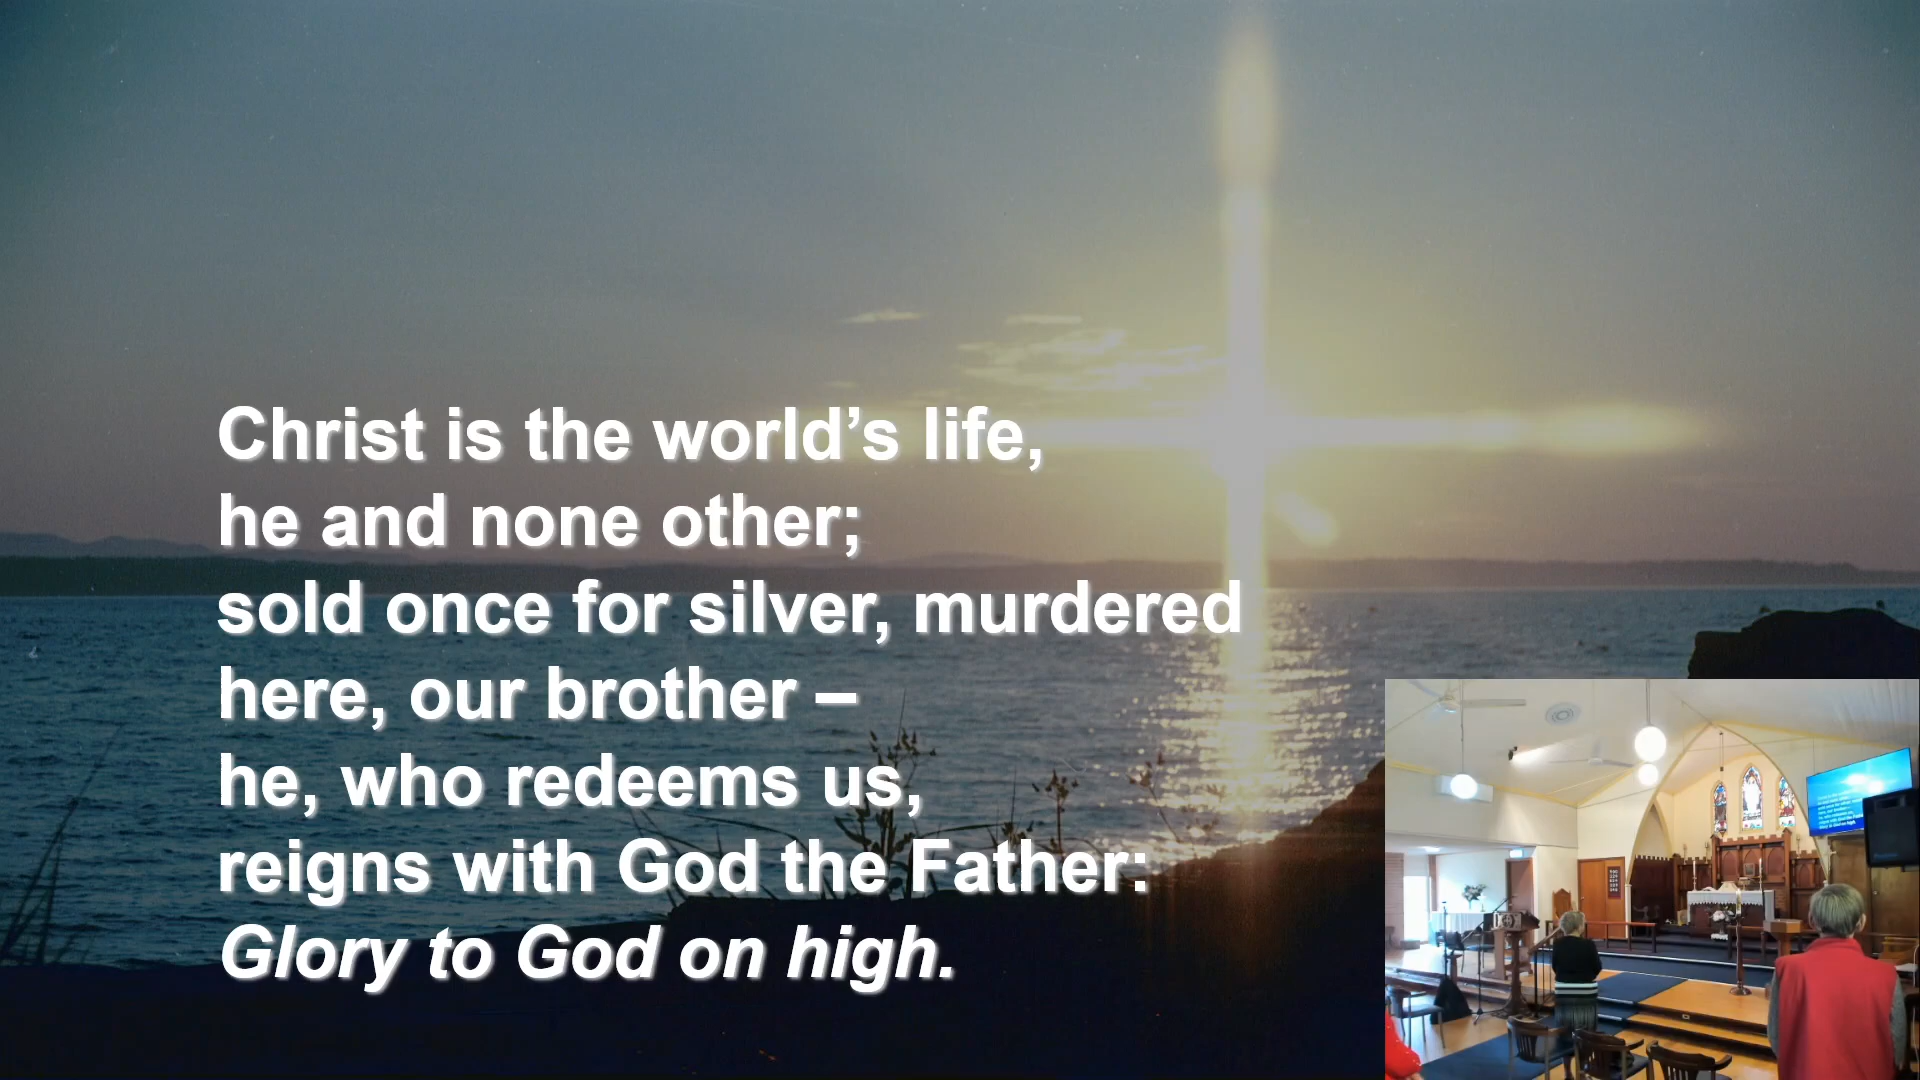 Christ is the world’s life,
he and none other;
sold once for silver, murdered
here, our brother –
he, who redeems us,
reigns with God the Father:
Glory to God on high.